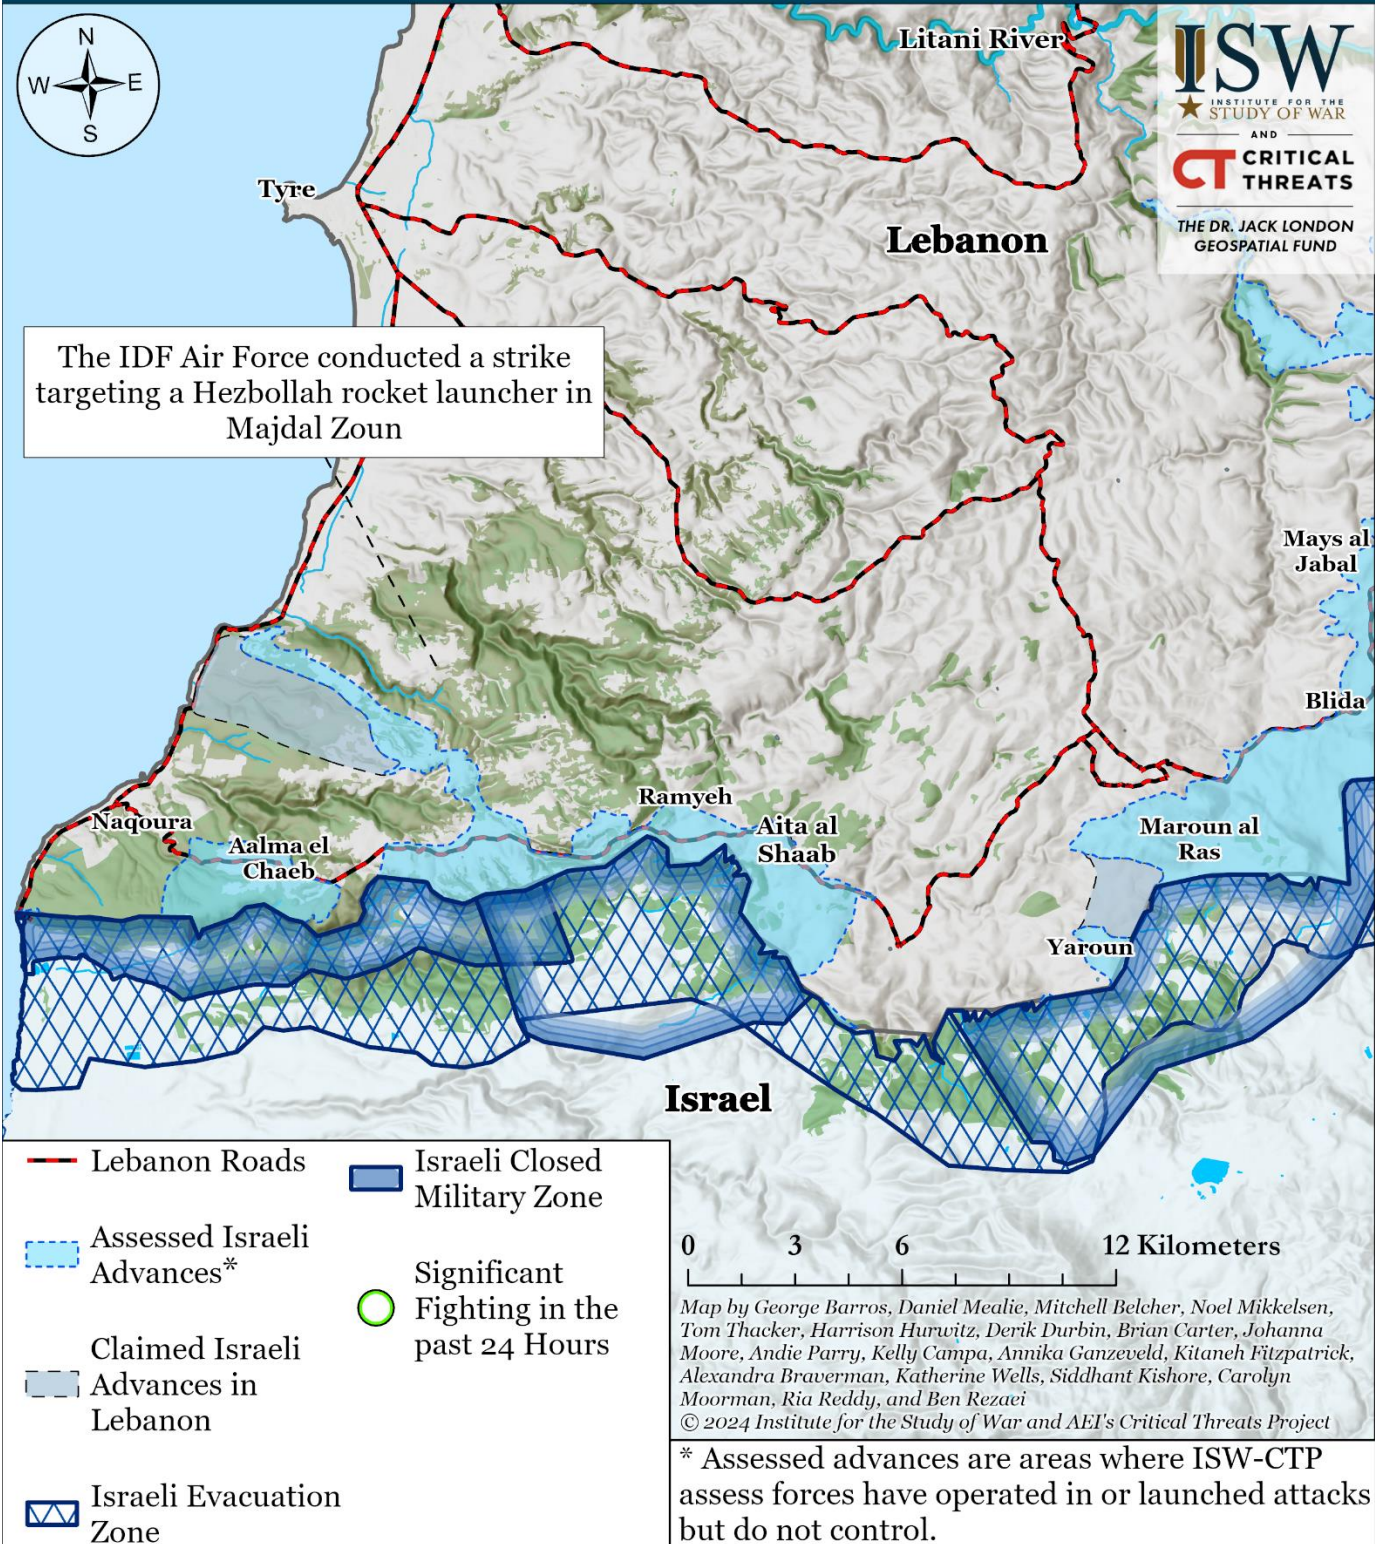 N
W
E
S
Litani River
ISW
INSTITUTE FOR THE
STUDY OF WAR
AND
CT CRITICAL
THREATS
THE DR. JACK LONDON
GEOSPATIAL FUND
Tyre
Lebanon
The IDF Air Force conducted a strike
targeting a Hezbollah rocket launcher in
Majdal Zoun
Mays al
Jabal
Blida
Ramyeh
Naqoura
Aalma el
Chaeb
Aita al
Shaab
Maroun al
Ras
Yaroun
Israel
Lebanon Roads
Assessed Israeli
Advances*
Claimed Israeli
Advances in
Lebanon
Israeli Evacuation
Zone
Israeli Closed
Military Zone
Significant
Fighting in the
past 24 Hours
0 3 6 12 Kilometers
Map by George Barros, Daniel Mealie, Mitchell Belcher, Noel Mikkelsen,
Tom Thacker, Harrison Hurwitz, Derik Durbin, Brian Carter, Johanna
Moore, Andie Parry, Kelly Campa, Annika Ganzeveld, Kitaneh Fitzpatrick,
Alexandra Braverman, Katherine Wells, Siddhant Kishore, Carolyn
Moorman, Ria Reddy, and Ben Rezaei
© 2024 Institute for the Study of War and AEI's Critical Threats Project
* Assessed advances are areas where ISW-CTP
assess forces have operated in or launched attacks
but do not control.